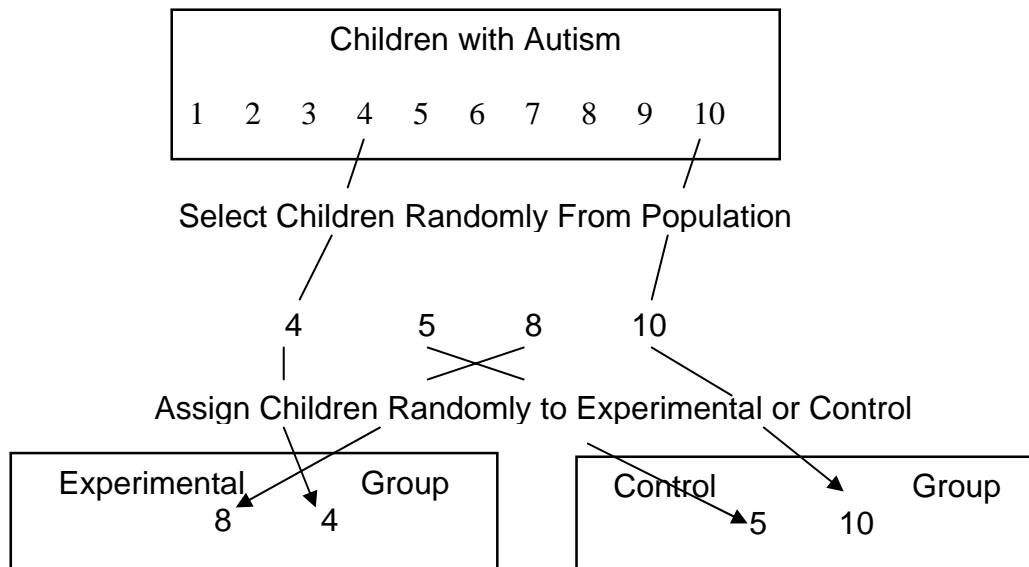 Children with Autism
1 2 3 4 5 6 7 8 9 10
Select Children Randomly From Population
4 5 8 10
Assign Children Randomly to Experimental or Control
Experimental Group
8 4
Control Group
5 10